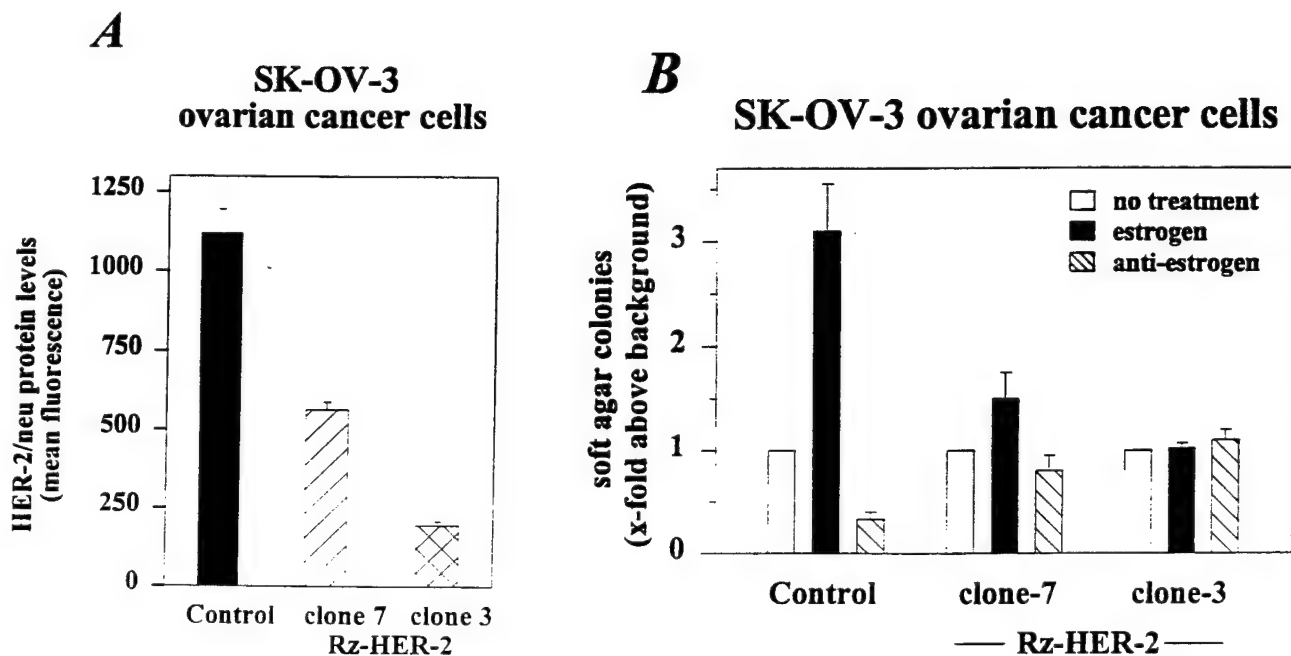 A
SK-OV-3
ovarian cancer cells
HER-2/neu protein levels
(mean fluorescence)
1250
1000
750
500
250
0
Control clone 7 clone 3
Rz-HER-2
B
SK-OV-3 ovarian cancer cells
soft agar colonies
(x-fold above background)
3
2
1
0
no treatment
estrogen
anti-estrogen
Control clone-7 clone-3
Rz-HER-2